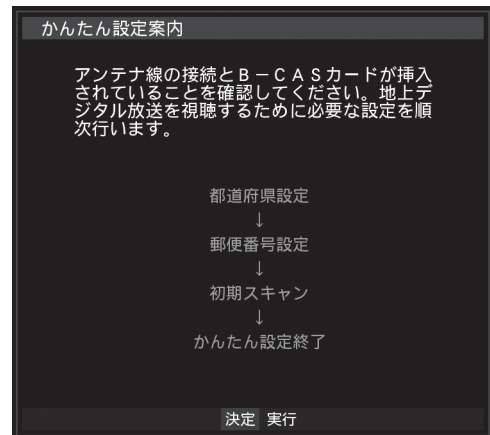 かんたん設定案内
アンテナ線の接続とB－CASカードが挿入
されていることを確認してください。地上デ
ジタル放送を視聴するために必要な設定を順
次行います。
都道府県設定
↓
郵便番号設定
↓
初期スキャン
↓
かんたん設定終了
決定 実行